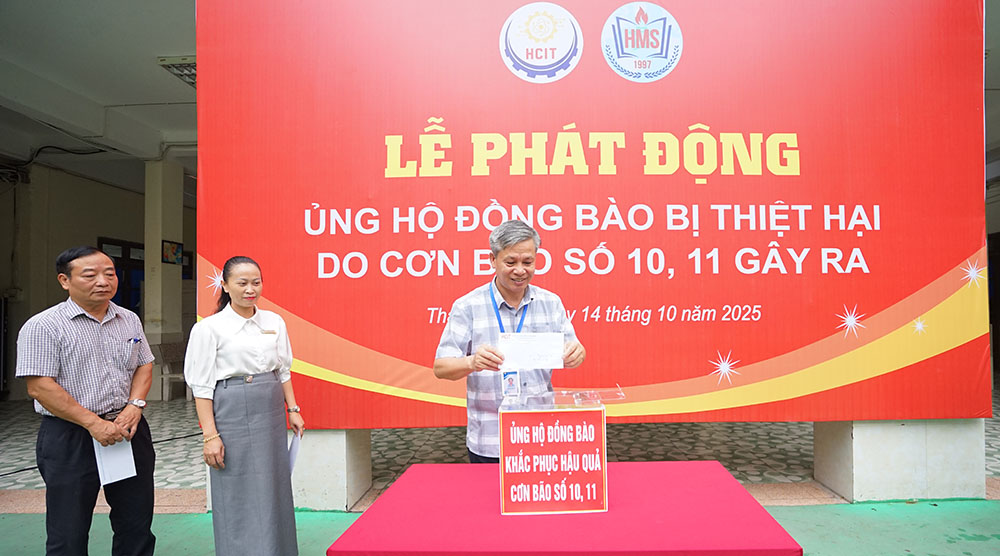 HCIT
HMS
1997
LỄ PHÁT ĐỘNG
ỦNG HỘ ĐỒNG BÀO BỊ THIỆT HẠI
DO CƠN BÃO SỐ 10, 11 GÂY RA
14 tháng 10 năm 2025
ỦNG HỘ ĐỒNG BÀO
KHẮC PHỤC HẬU QUẢ
CƠN BÃO SỐ 10, 11